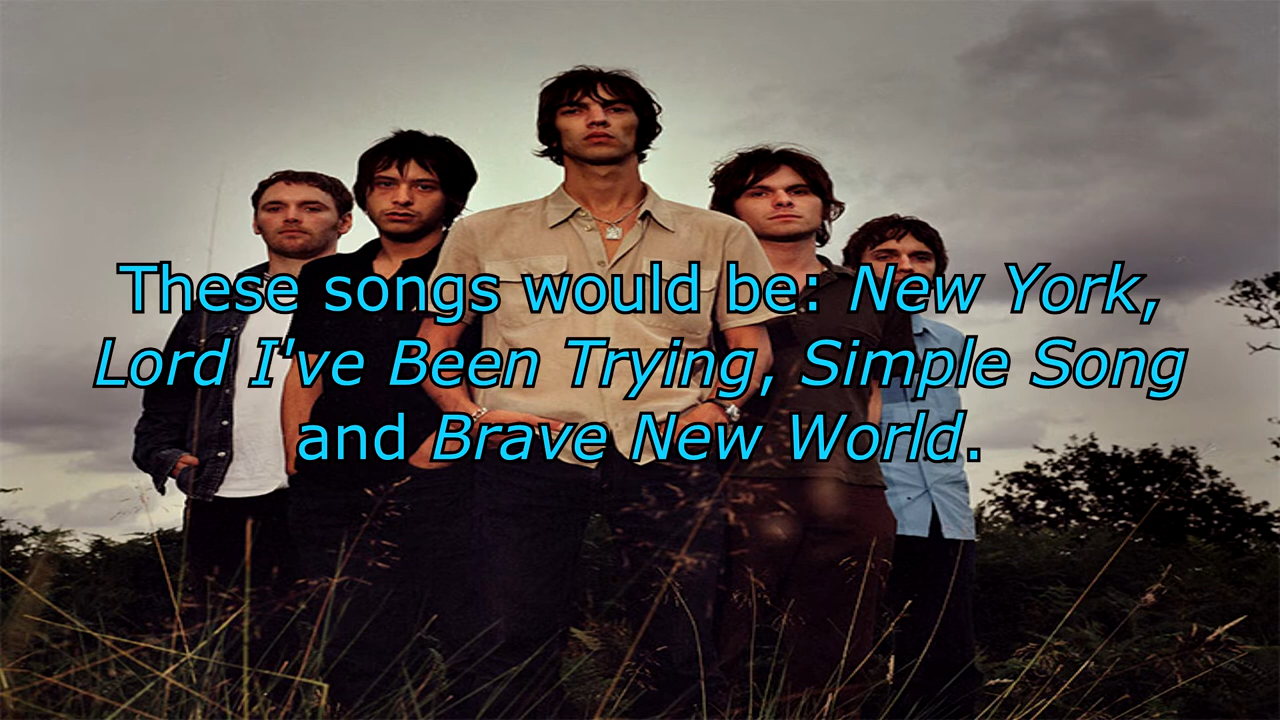 These songs would be: New York,
Lord I've Been Trying, Simple Song
and Brave New World.